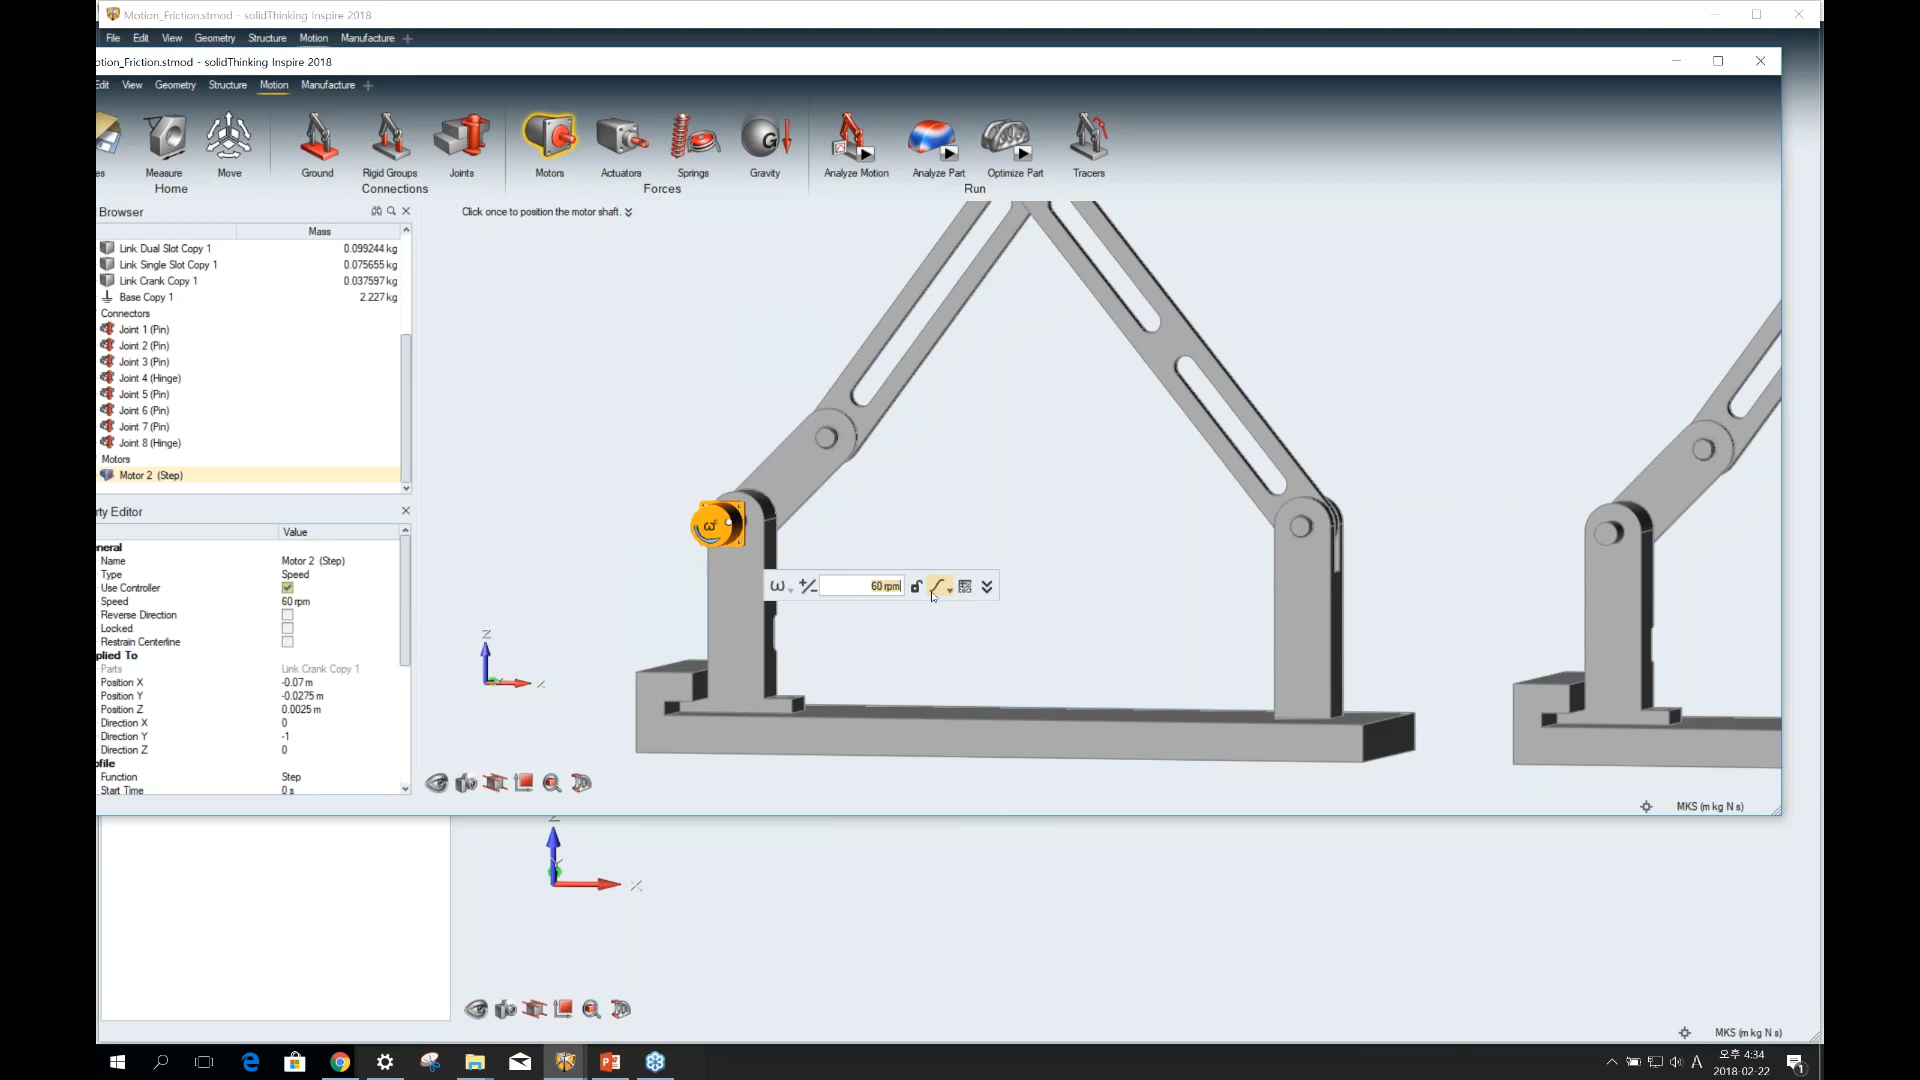 Motion_Friction.stmod - solidThinking Inspire 2018
File Edit View Geometry Structure Motion Manufacture +
otion_Friction.stmod - solidThinking Inspire 2018
Edit View Geometry Structure Motion Manufacture +
es Measure Move Ground Rigid Groups Joints Motors Actuators Springs Gravity Analyze Motion Analyze Part Optimize Part Tracers
Home Connections Forces Run
G
Browser
Click once to position the motor shaft.
Mass
Link Dual Slot Copy 1 0.099244 kg
Link Single Slot Copy 1 0.075655 kg
Link Crank Copy 1 0.037597 kg
Base Copy 1 2.227 kg
Connectors
Joint 1 (Pin)
Joint 2 (Pin)
Joint 3 (Pin)
Joint 4 (Hinge)
Joint 5 (Pin)
Joint 6 (Pin)
Joint 7 (Pin)
Joint 8 (Hinge)
Motors
Motor 2 (Step)
ω
ω +/- 60 rpm
rty Editor
Value
neral
Name Motor 2 (Step)
Type Speed
Use Controller
Speed 60 rpm
Reverse Direction
Locked
Restrain Centerline
plied To
Parts Link Crank Copy 1
Position X -0.07 m
Position Y -0.0275 m
Position Z 0.0025 m
Direction X 0
Direction Y -1
Direction Z 0
ofile
Function Step
Start Time 0 s
Z
X
MKS (m kg N s)
Z
Y
X
MKS (m kg N s)
A
오후 4:34
2018-02-22
1